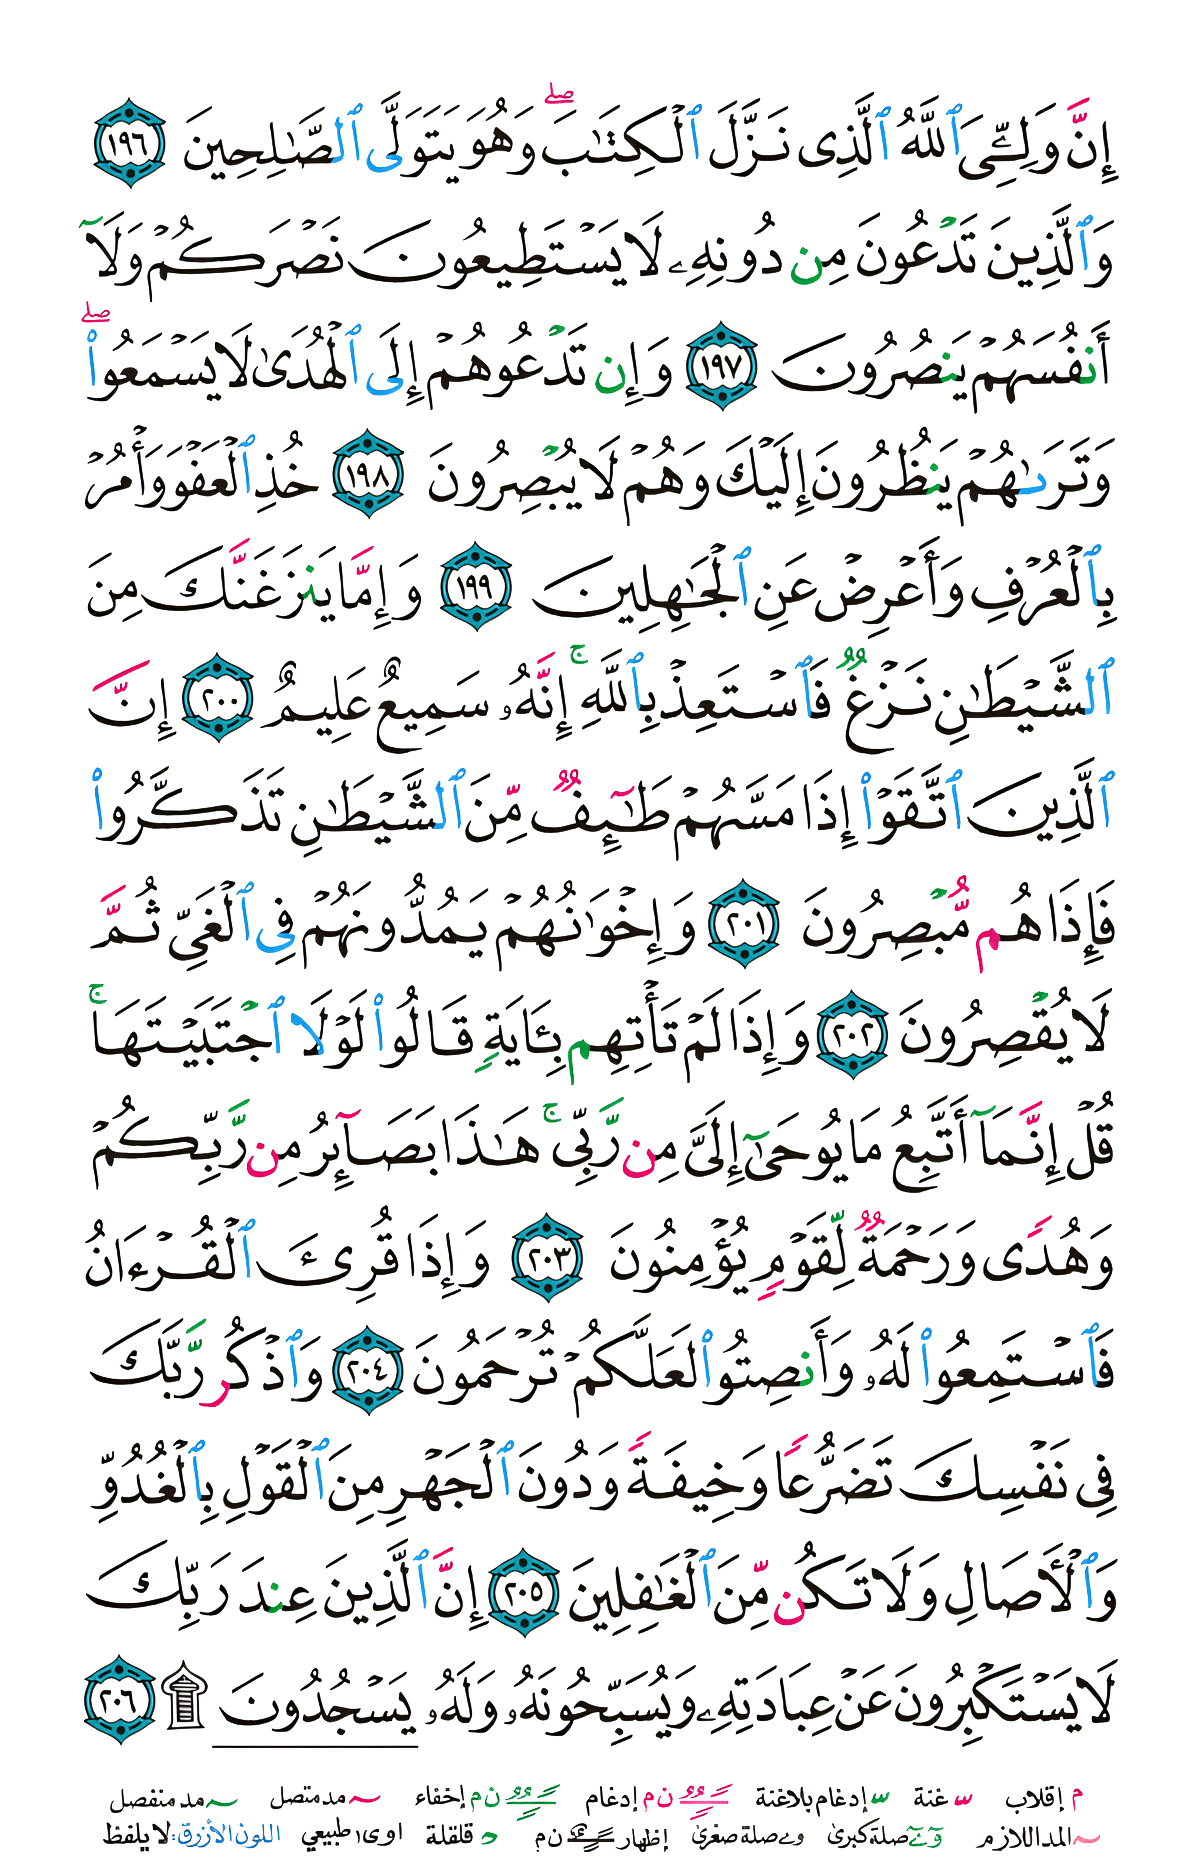 إِنَّ وَلِـِّۧيَ ٱللَّهُ ٱلَّذِى نَزَّلَ ٱلْكِتَٰبَ ۖ وَهُوَ يَتَوَلَّى ٱلصَّٰلِحِينَ ١٩٦
وَٱلَّذِينَ تَدْعُونَ مِن دُونِهِۦ لَا يَسْتَطِيعُونَ نَصْرَكُمْ وَلَآ
أَنفُسَهُمْ يَنصُرُونَ ١٩٧ وَإِن تَدْعُوهُمْ إِلَى ٱلْهُدَىٰ لَا يَسْمَعُوا۟ ۖ
وَتَرَىٰهُمْ يَنظُرُونَ إِلَيْكَ وَهُمْ لَا يُبْصِرُونَ ١٩٨ خُذِ ٱلْعَفْوَ وَأْمُرْ
بِٱلْعُرْفِ وَأَعْرِضْ عَنِ ٱلْجَٰهِلِينَ ١٩٩ وَإِمَّا يَنزَغَنَّكَ مِنَ
ٱلشَّيْطَٰنِ نَزْغٌ فَٱسْتَعِذْ بِٱللَّهِ ۚ إِنَّهُۥ سَمِيعٌ عَلِيمٌ ٢٠٠ إِنَّ
ٱلَّذِينَ ٱتَّقَوْا۟ إِذَا مَسَّهُمْ طَٰٓئِفٌ مِّنَ ٱلشَّيْطَٰنِ تَذَكَّرُوا۟
فَإِذَا هُم مُّبْصِرُونَ ٢٠١ وَإِخْوَٰنُهُمْ يَمُدُّونَهُمْ فِى ٱلْغَىِّ ثُمَّ
لَا يُقْصِرُونَ ٢٠٢ وَإِذَا لَمْ تَأْتِهِم بِـَٔايَةٍ قَالُوا۟ لَوْلَا ٱجْتَبَيْتَهَا ۚ
قُلْ إِنَّمَآ أَتَّبِعُ مَا يُوحَىٰٓ إِلَىَّ مِن رَّبِّى ۚ هَٰذَا بَصَآئِرُ مِن رَّبِّكُمْ
وَهُدًى وَرَحْمَةٌ لِّقَوْمٍ يُؤْمِنُونَ ٢٠٣ وَإِذَا قُرِئَ ٱلْقُرْءَانُ
فَٱسْتَمِعُوا۟ لَهُۥ وَأَنصِتُوا۟ لَعَلَّكُمْ تُرْحَمُونَ ٢٠٤ وَٱذْكُر رَّبَّكَ
فِى نَفْسِكَ تَضَرُّعًا وَخِيفَةً وَدُونَ ٱلْجَهْرِ مِنَ ٱلْقَوْلِ بِٱلْغُدُوِّ
وَٱلْـَٔاصَالِ وَلَا تَكُن مِّنَ ٱلْغَٰفِلِينَ ٢٠٥ إِنَّ ٱلَّذِينَ عِندَ رَبِّكَ
لَا يَسْتَكْبِرُونَ عَنْ عِبَادَتِهِۦ وَيُسَبِّحُونَهُۥ وَلَهُۥ يَسْجُدُونَ ۩ ٢٠٦
م إقلاب غنة إدغام بلاغنة إدغام ن م إخفاء ن م مد متصل مد منفصل
المد اللازم صلة كبرى و ے صلة صغرى إظهار ن م قلقلة ا و ى طبيعي اللون الأزرق: لا يلفظ